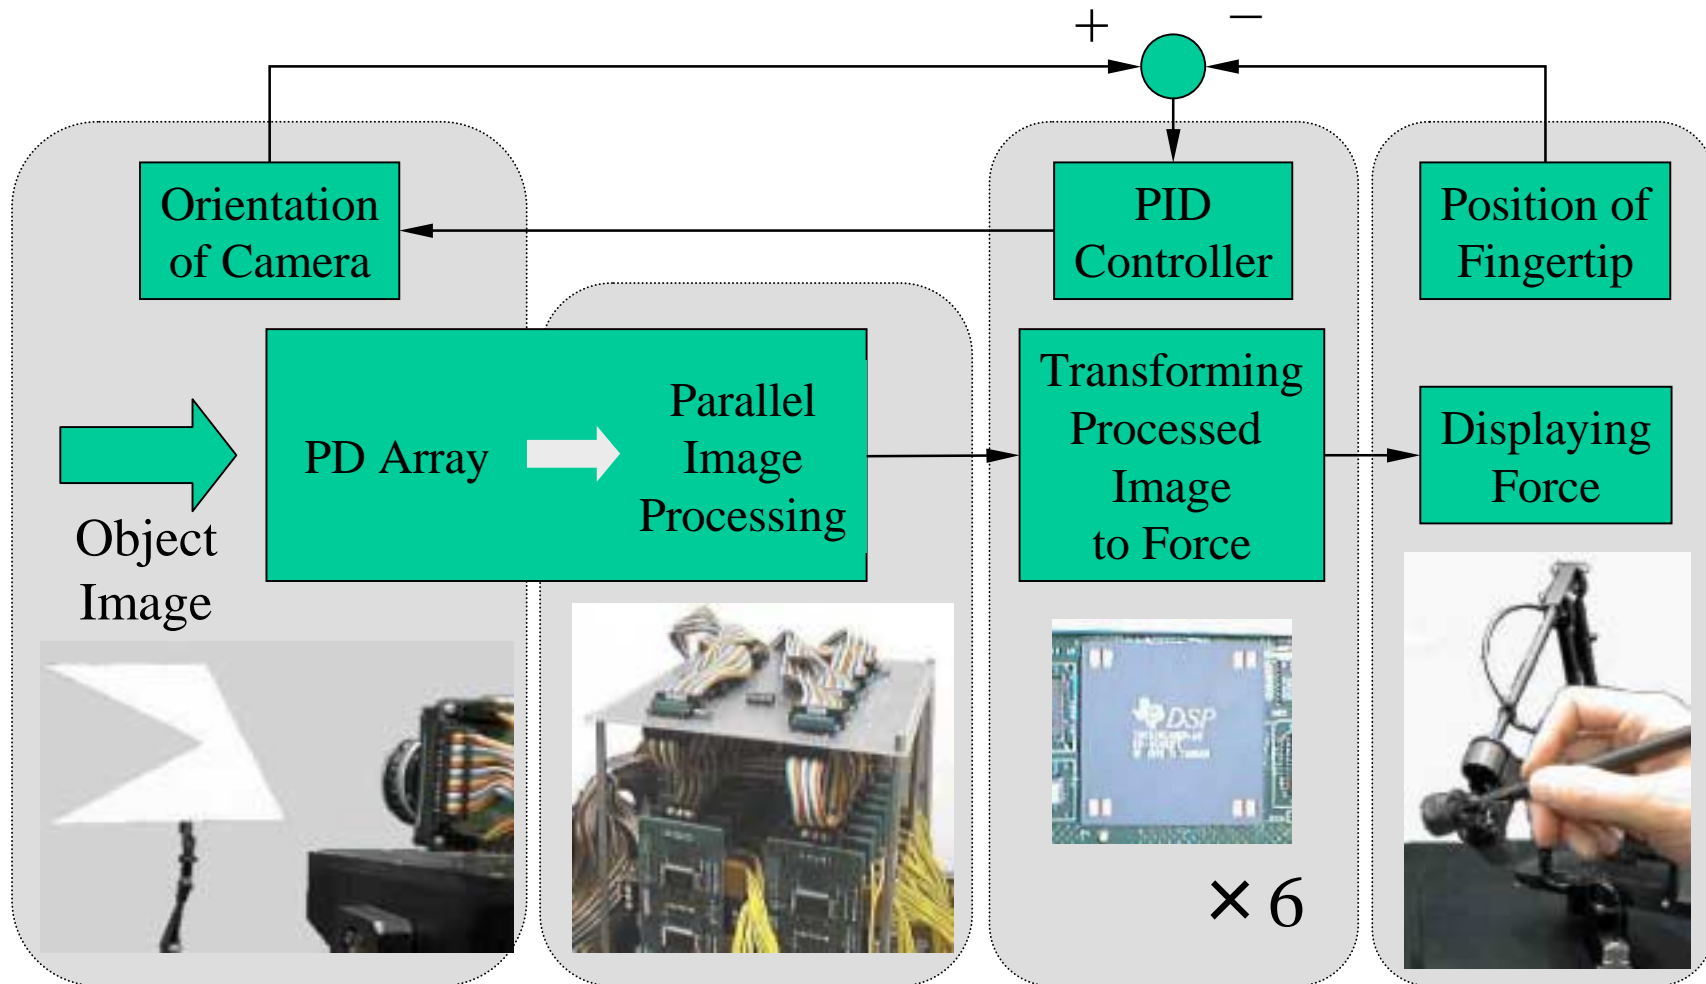 +
−
Orientation
of Camera
PID
Controller
Position of
Fingertip
PD Array
Parallel
Image
Processing
Transforming
Processed
Image
to Force
Displaying
Force
Object
Image
DSP
× 6